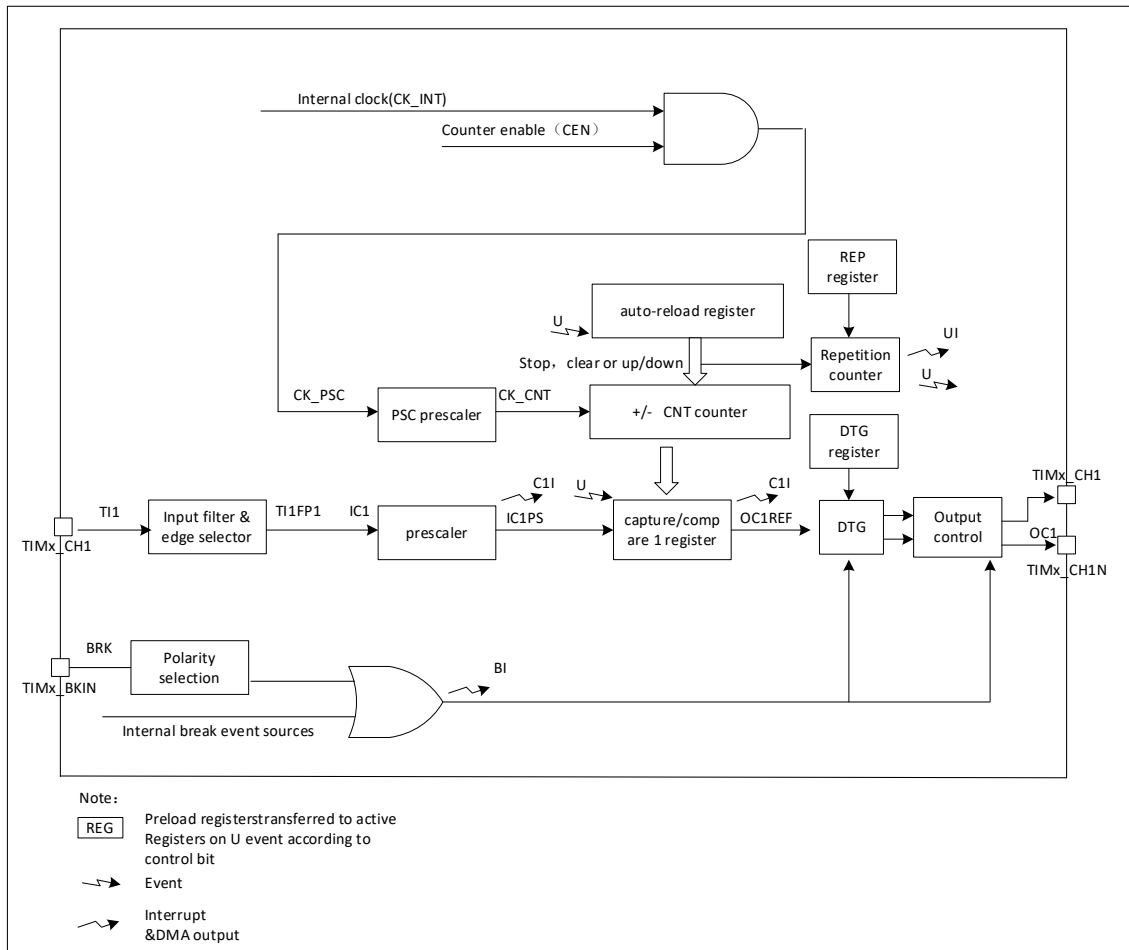 Internal clock(CK_INT)
Counter enable（CEN）
REP
register
auto-reload register
U
UI
Stop，clear or up/down
Repetition
counter
U
CK_PSC
CK_CNT
PSC prescaler
+/-   CNT counter
DTG
register
TIMx_CH1
C1I
U
C1I
TI1
TI1FP1
IC1
IC1PS
OC1REF
OC1
Input filter &
edge selector
prescaler
capture/comp
are 1 register
DTG
Output
control
TIMx_CH1
TIMx_CH1N
BRK
Polarity
selection
BI
TIMx_BKIN
Internal break event sources
Note：
REG
Preload registerstransferred to active
Registers on U event according to
control bit
Event
Interrupt
&DMA output